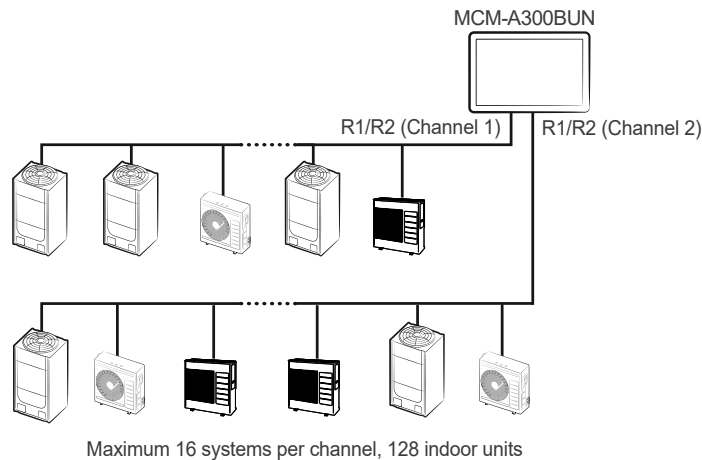 MCM-A300BUN
R1/R2 (Channel 1)
R1/R2 (Channel 2)
Maximum 16 systems per channel, 128 indoor units